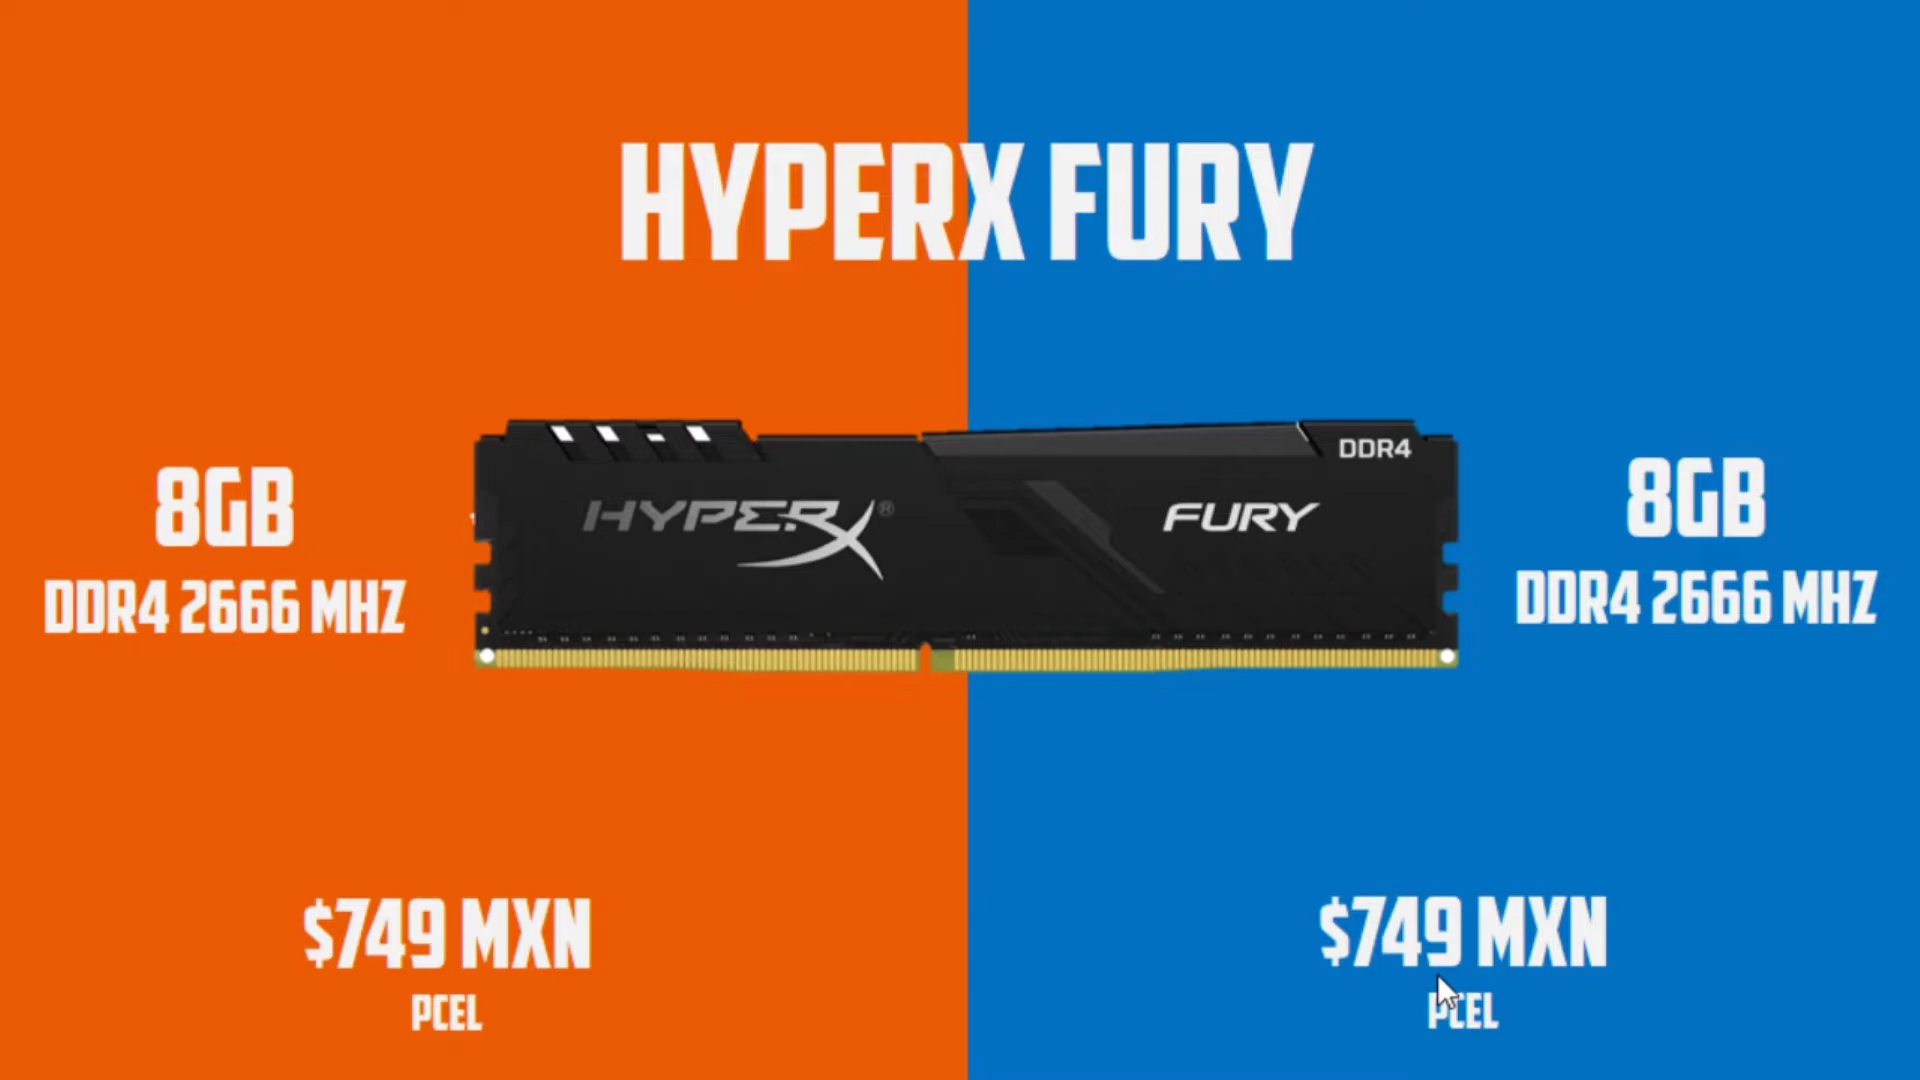 HYPERX FURY
DDR4
HYPERX®
FURY
8GB
DDR4 2666 MHZ
8GB
DDR4 2666 MHZ
$749 MXN
PCEL
$749 MXN
PCEL